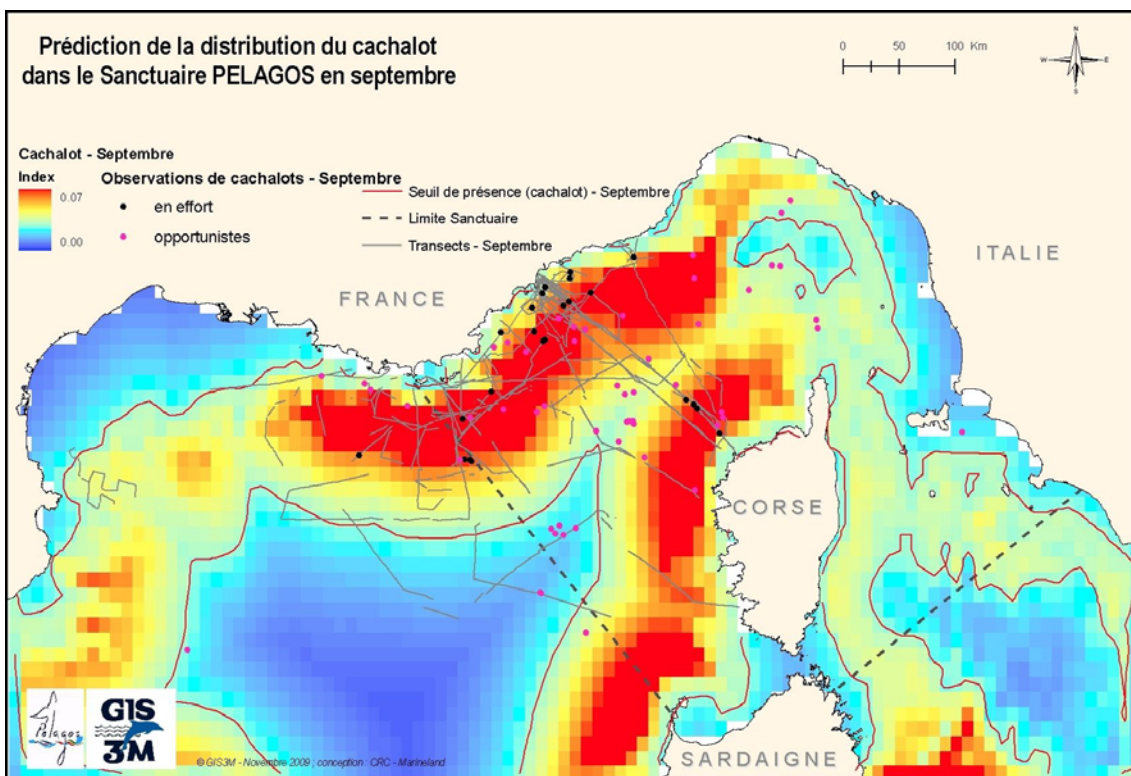 Prédiction de la distribution du cachalot
dans le Sanctuaire PELAGOS en septembre
0 50 100 Km
N
W E
S
Cachalot - Septembre
Index
0.07
0.00
Observations de cachalots - Septembre
en effort
opportunistes
Seuil de présence (cachalot) - Septembre
Limite Sanctuaire
Transects - Septembre
FRANCE
ITALIE
CORSE
SARDAIGNE
Pelagos
GIS
3M
© GIS3M - Novembre 2009 ; conception : CRC - Marineland